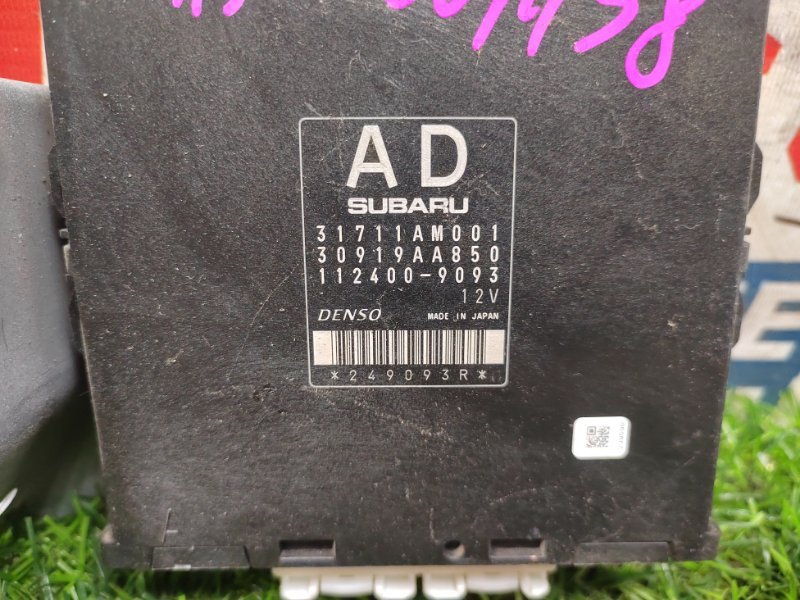 AD
SUBARU
31711AM001
30919AA850
112400-9093
12V
DENSO MADE IN JAPAN
*249093R*